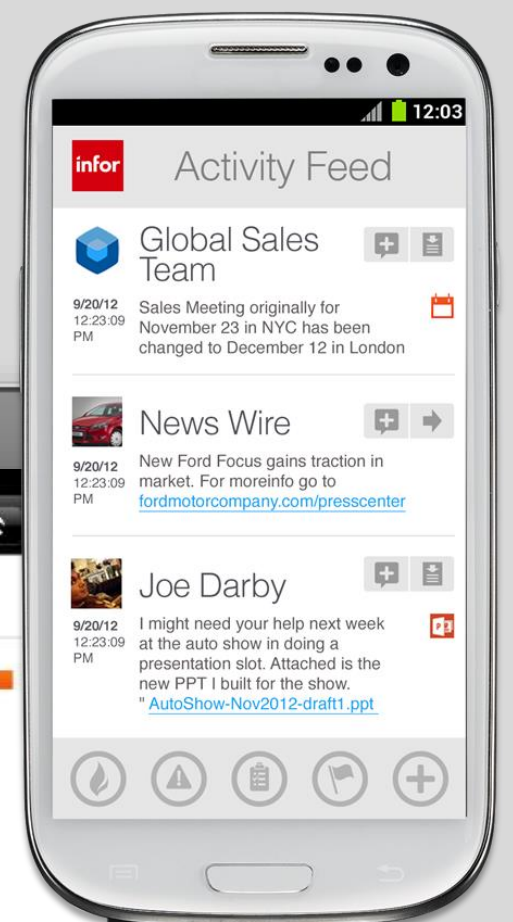 12:03
infor
Activity Feed
Global Sales
Team
9/20/12
12:23:09
PM
Sales Meeting originally for
November 23 in NYC has been
changed to December 12 in London
News Wire
9/20/12
12:23:09
PM
New Ford Focus gains traction in
market. For moreinfo go to
fordmotorcompany.com/presscenter
Joe Darby
9/20/12
12:23:09
PM
I might need your help next week
at the auto show in doing a
presentation slot. Attached is the
new PPT I built for the show.
" AutoShow-Nov2012-draft1.ppt